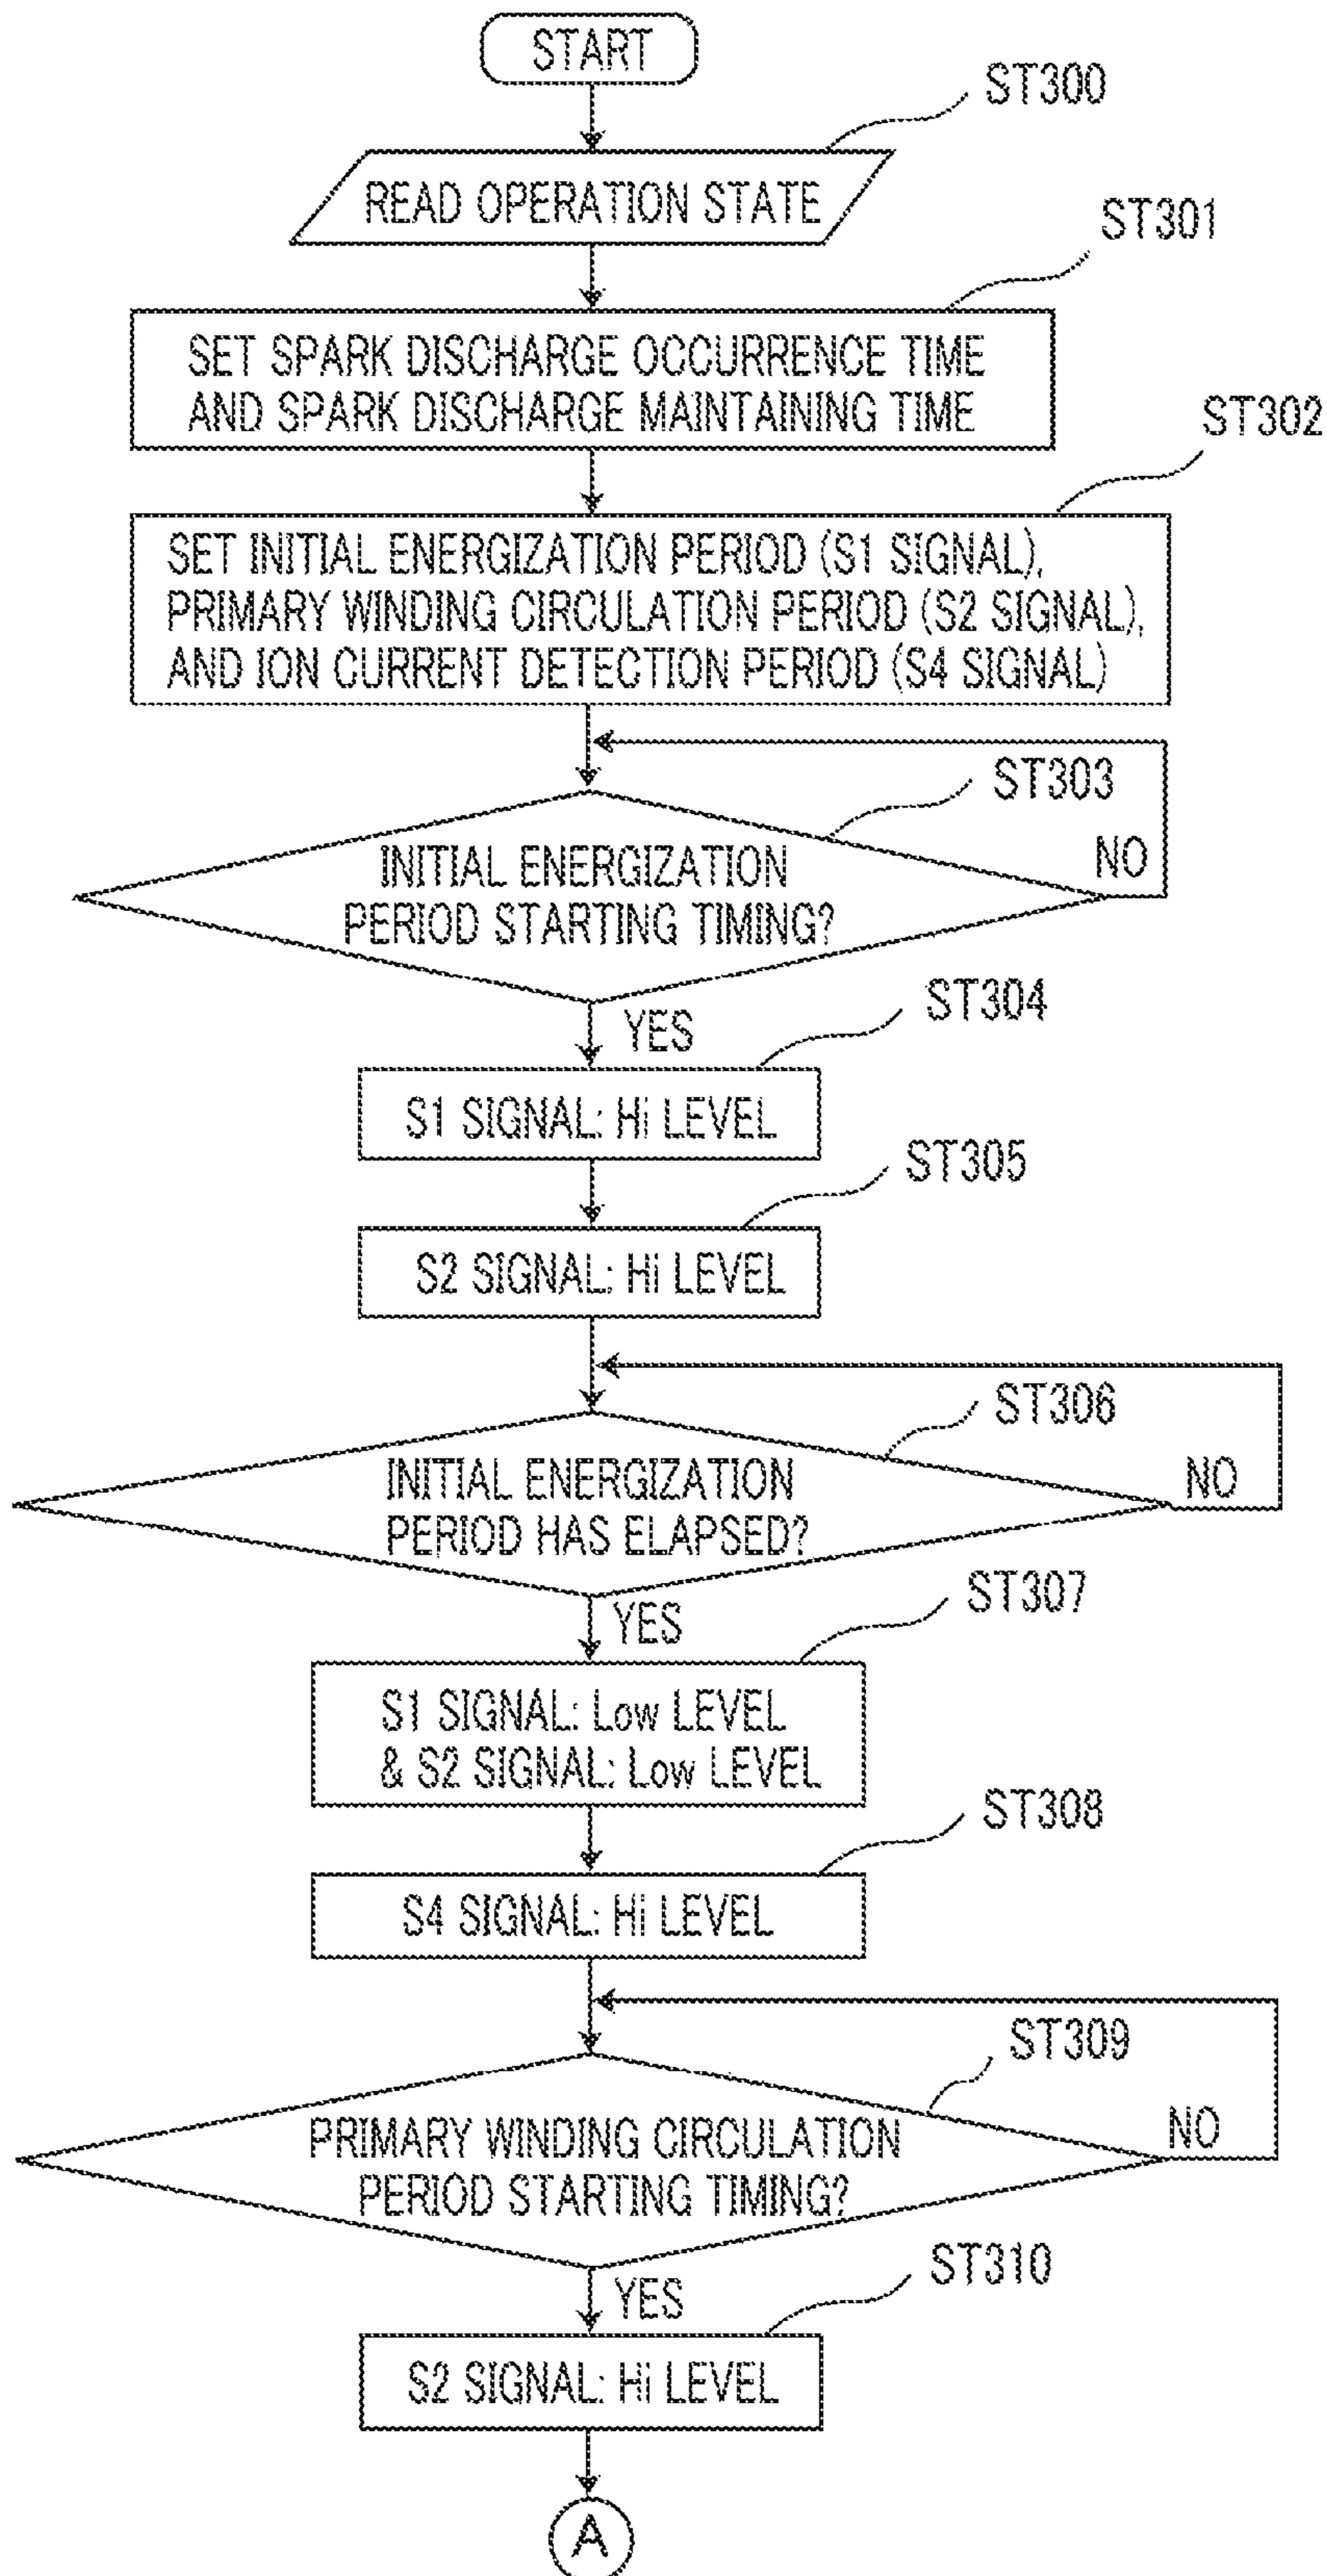 START
ST300
READ OPERATION STATE
ST301
SET SPARK DISCHARGE OCCURRENCE TIME
AND SPARK DISCHARGE MAINTAINING TIME
ST302
SET INITIAL ENERGIZATION PERIOD (S1 SIGNAL),
PRIMARY WINDING CIRCULATION PERIOD (S2 SIGNAL),
AND ION CURRENT DETECTION PERIOD (S4 SIGNAL)
ST303
NO
INITIAL ENERGIZATION
PERIOD STARTING TIMING?
ST304
YES
S1 SIGNAL: Hi LEVEL
ST305
S2 SIGNAL: Hi LEVEL
ST306
NO
INITIAL ENERGIZATION
PERIOD HAS ELAPSED?
ST307
YES
S1 SIGNAL: Low LEVEL
& S2 SIGNAL: Low LEVEL
ST308
S4 SIGNAL: Hi LEVEL
ST309
NO
PRIMARY WINDING CIRCULATION
PERIOD STARTING TIMING?
ST310
YES
S2 SIGNAL: Hi LEVEL
A